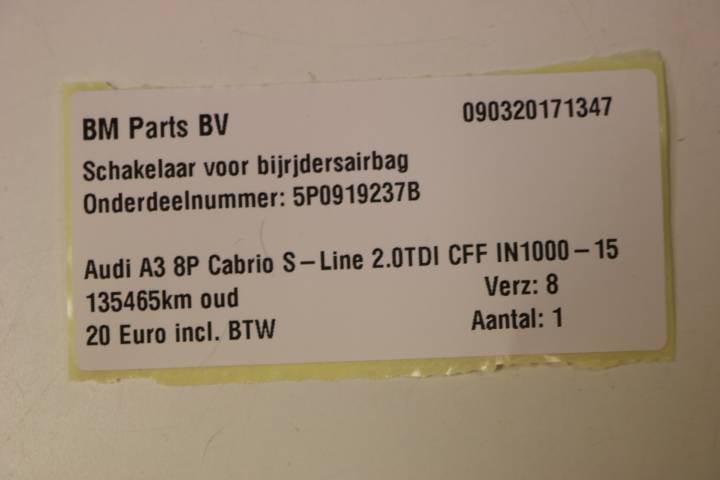 BM Parts BV 090320171347
Schakelaar voor bijrjdersairbag
Onderdeelnummer: 5P0919237B
Audi A3 8P Cabrio S-Line 2.0TDI CFF IN1000-15
135465km oud Verz: 8
20 Euro incl. BTW Aantal: 1